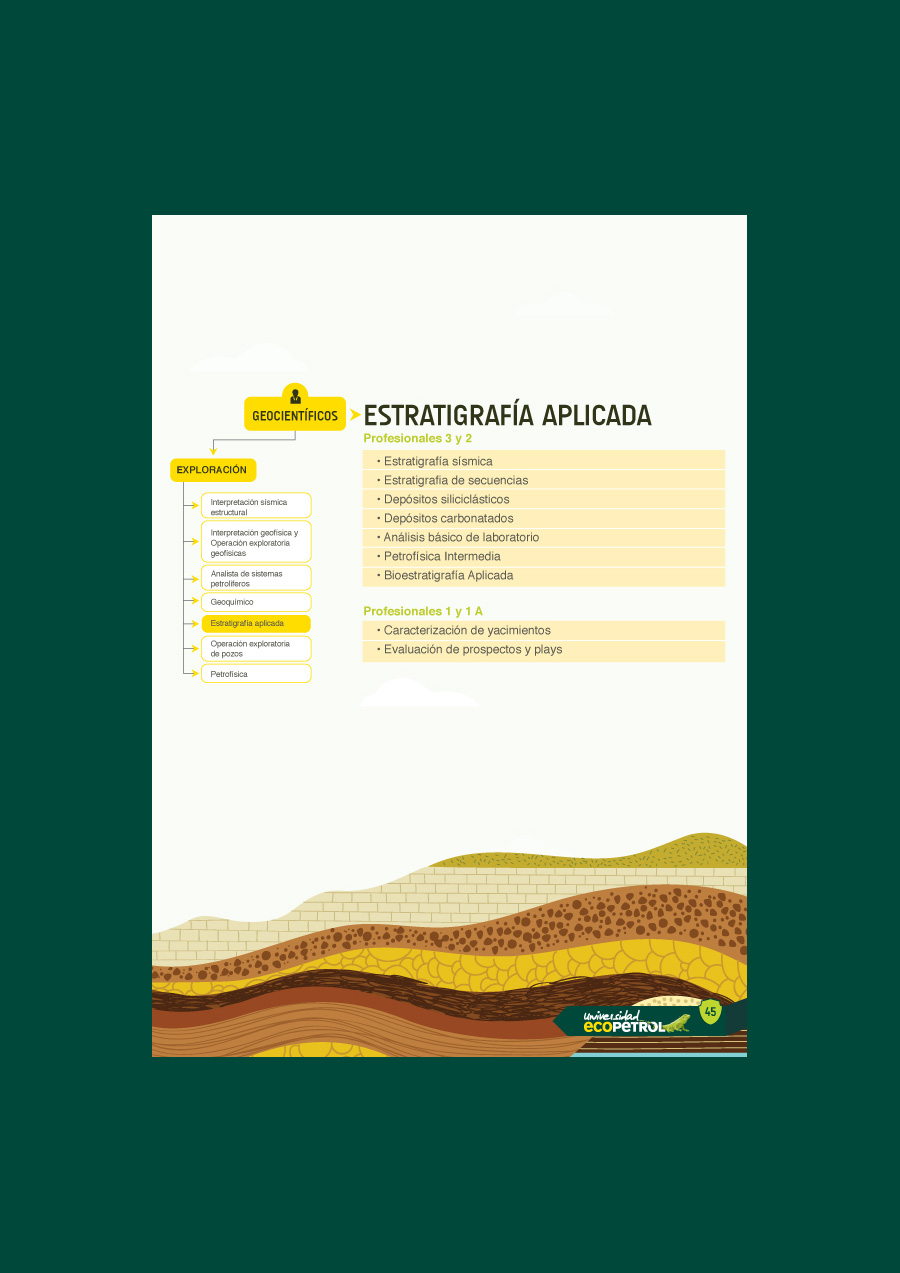 GEOCIENTÍFICOS
EXPLORACIÓN
Interpretación sísmica
estructural
Interpretación geofísica y
Operación exploratoria
geofísicas
Analista de sistemas
petrolíferos
Geoquímico
Estratigrafía aplicada
Operación exploratoria
de pozos
Petrofísica
ESTRATIGRAFÍA APLICADA
Profesionales 3 y 2
• Estratigrafía sísmica
• Estratigrafia de secuencias
• Depósitos siliciclásticos
• Depósitos carbonatados
• Análisis básico de laboratorio
• Petrofísica Intermedia
• Bioestratigrafía Aplicada
Profesionales 1 y 1 A
• Caracterización de yacimientos
• Evaluación de prospectos y plays
Universidad
ECOPETROL
45